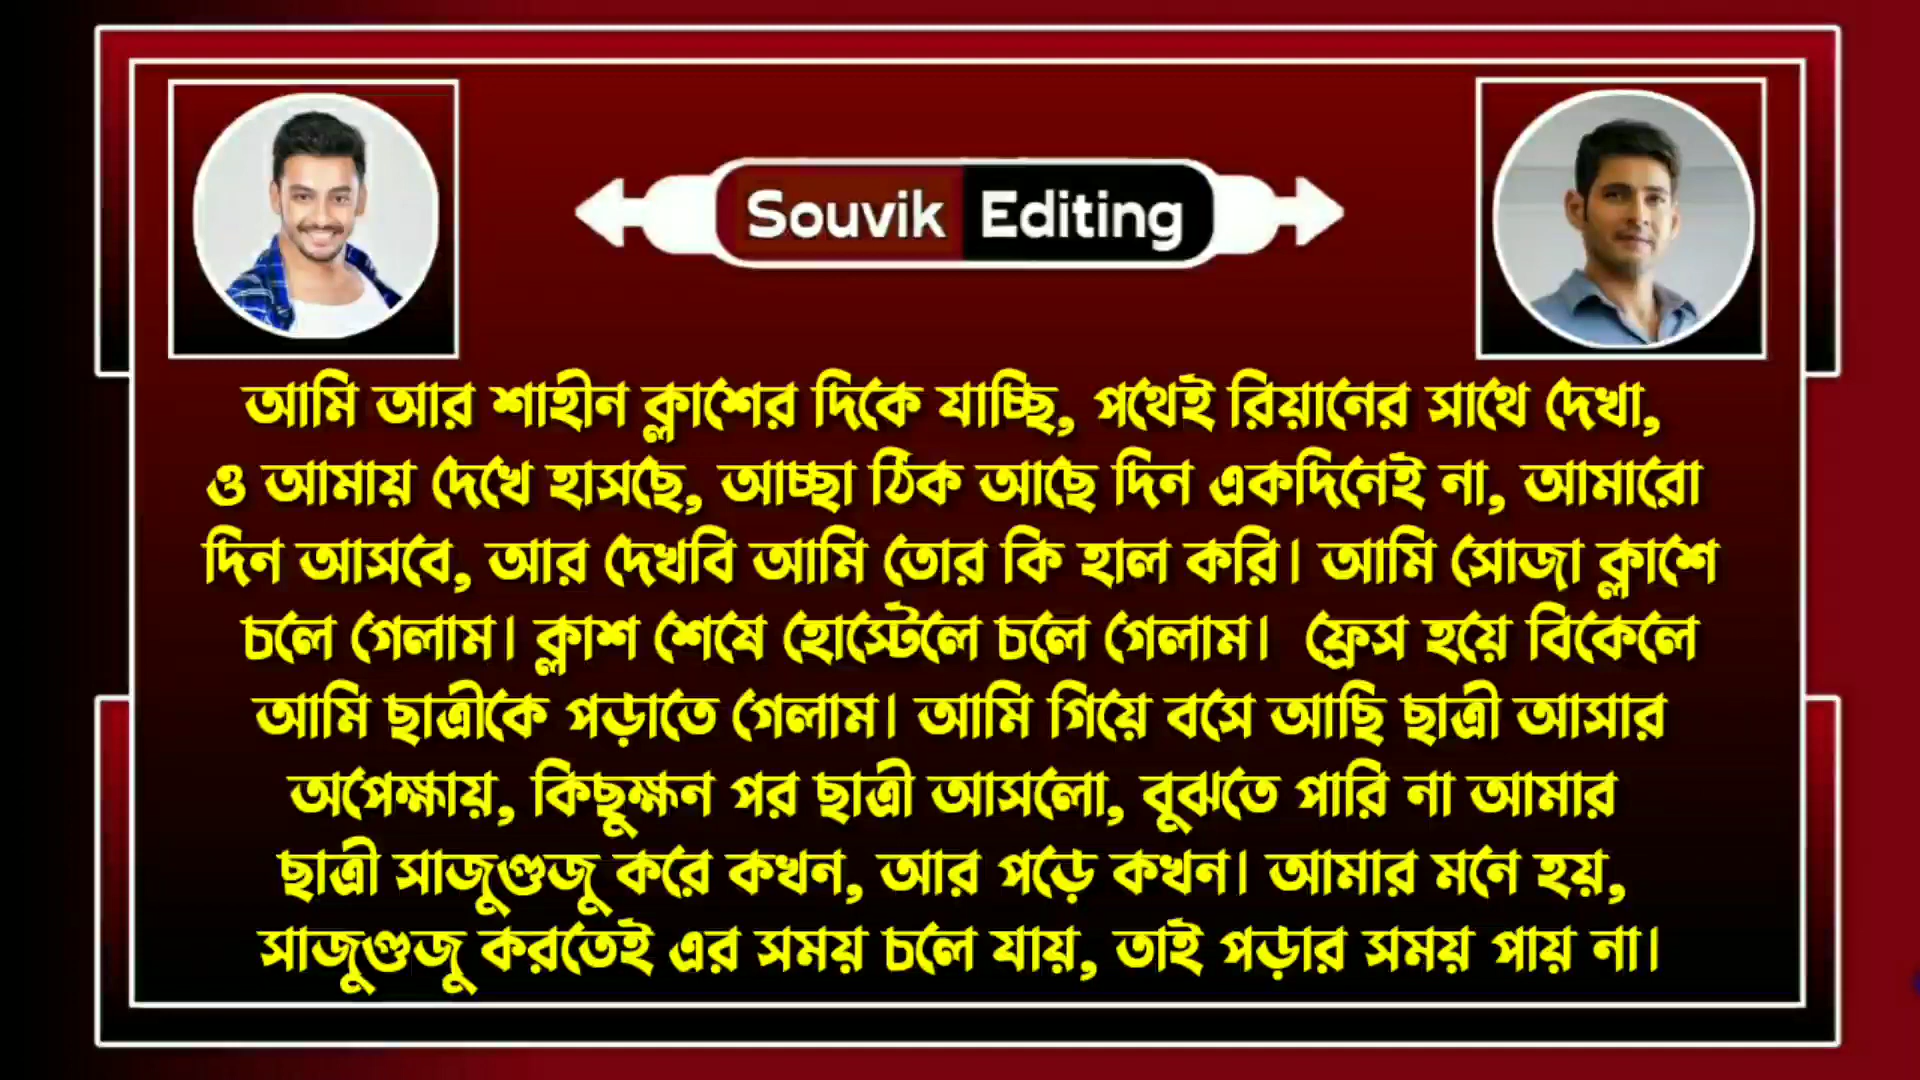 Souvik Editing
আমি আর শাহীন ক্লাশের দিকে যাচ্ছি, পথেই রিয়ানের সাথে দেখা,
ও আমায় দেখে হাসছে, আচ্ছা ঠিক আছে দিন একদিনেই না, আমারো
দিন আসবে, আর দেখবি আমি তোর কি হাল করি। আমি সোজা ক্লাশে
চলে গেলাম। ক্লাশ শেষে হোস্টেলে চলে গেলাম। ফ্রেস হয়ে বিকেলে
আমি ছাত্রীকে পড়াতে গেলাম। আমি গিয়ে বসে আছি ছাত্রী আসার
অপেক্ষায়, কিছুক্ষন পর ছাত্রী আসলো, বুঝতে পারি না আমার
ছাত্রী সাজুগুজু করে কখন, আর পড়ে কখন। আমার মনে হয়,
সাজুগুজু করতেই এর সময় চলে যায়, তাই পড়ার সময় পায় না।